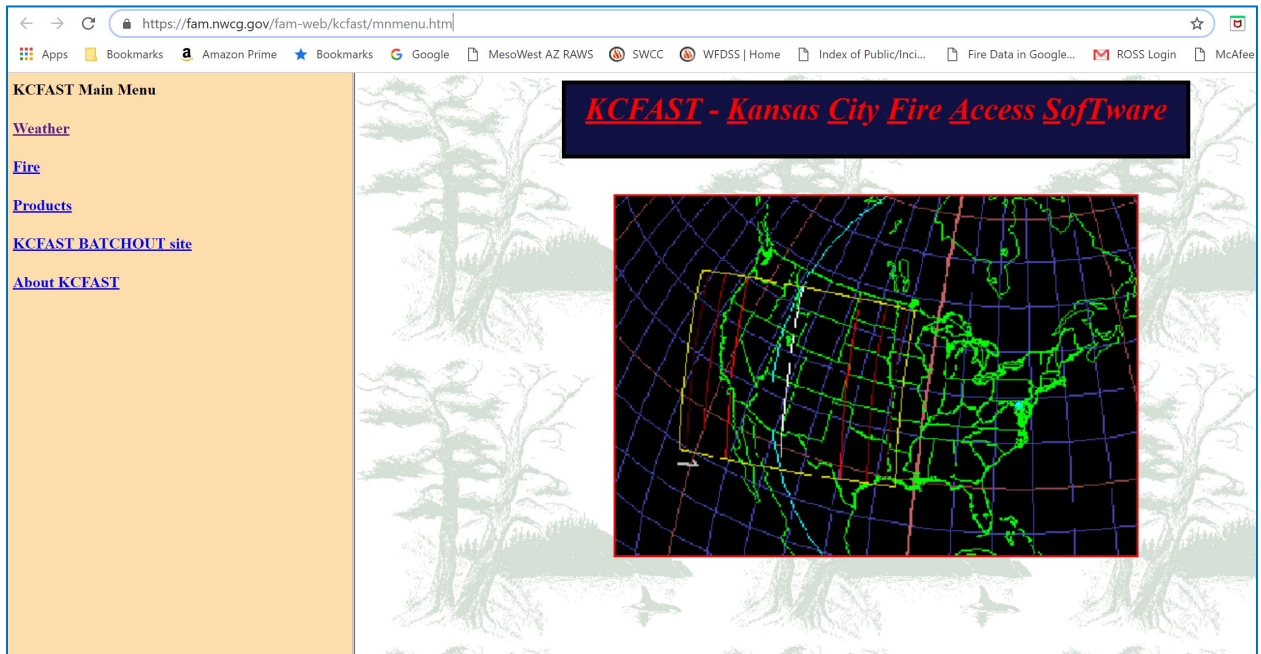 https://fam.nwcg.gov/fam-web/kcfast/mnmenu.htm
Apps Bookmarks Amazon Prime Bookmarks Google MesoWest AZ RAWS SWCC WFDSS | Home Index of Public/Inci... Fire Data in Google... ROSS Login McAfee
KCFAST Main Menu
Weather
Fire
Products
KCFAST BATCHOUT site
About KCFAST
KCFAST - Kansas City Fire Access SofTware